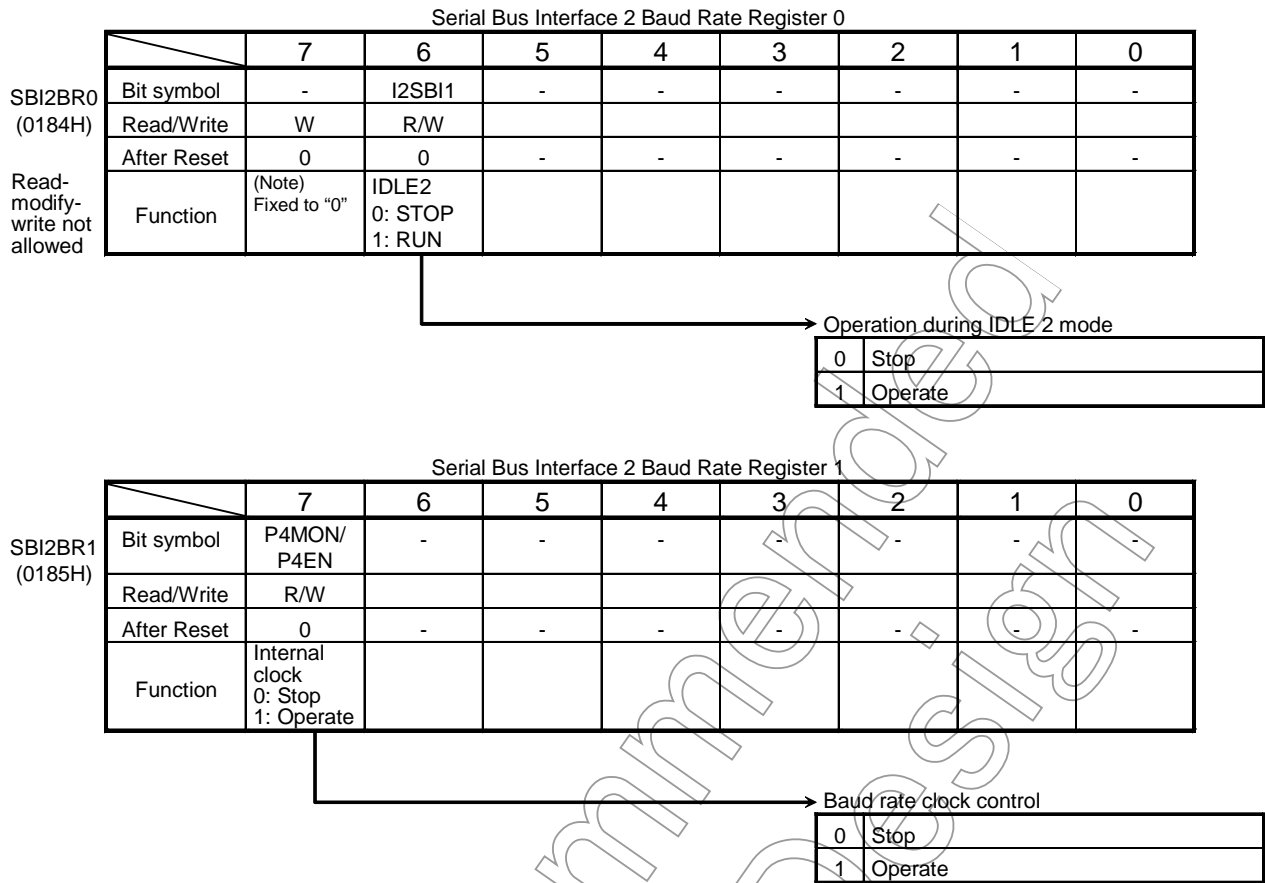 Serial Bus Interface 2 Baud Rate Register 0
7 6 5 4 3 2 1 0
SBI2BR0
(0184H)
Read-
modify-
write not
allowed
Bit symbol - I2SBI1 - - - - - -
Read/Write W R/W
After Reset 0 0 - - - - - -
Function
(Note)
Fixed to “0”
IDLE2
0: STOP
1: RUN
Operation during IDLE 2 mode
0 Stop
1 Operate
Serial Bus Interface 2 Baud Rate Register 1
7 6 5 4 3 2 1 0
SBI2BR1
(0185H)
Bit symbol P4MON/
P4EN - - - - - - -
Read/Write R/W
After Reset 0 - - - - - - -
Function
Internal
clock
0: Stop
1: Operate
Baud rate clock control
0 Stop
1 Operate